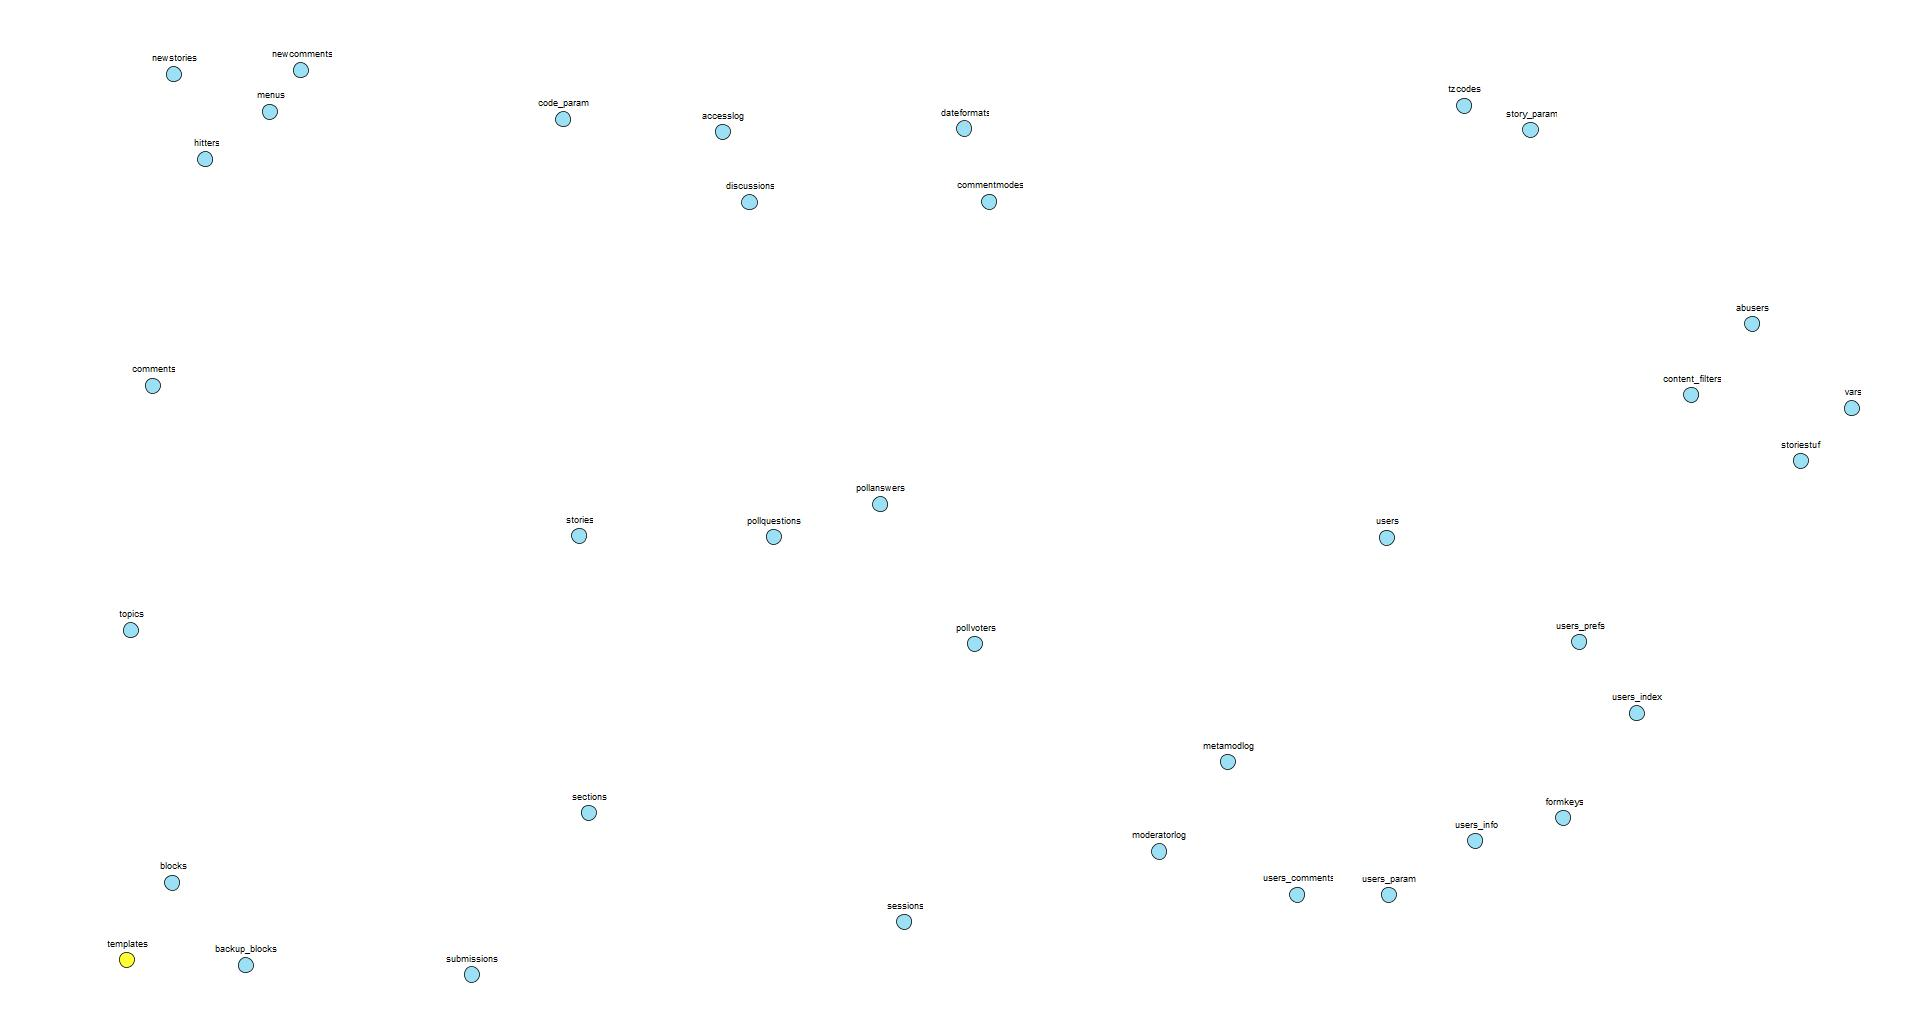 newstories
newcomments
menus
hitters
code_param
accesslog
dateformats
tzcodes
story_param
discussions
commentmodes
abusers
comments
content_filters
vars
storiestuf
pollanswers
stories
pollquestions
users
topics
pollvoters
users_prefs
users_index
metamodlog
sections
formkeys
users_info
moderatorlog
blocks
users_comments
users_param
sessions
templates
backup_blocks
submissions